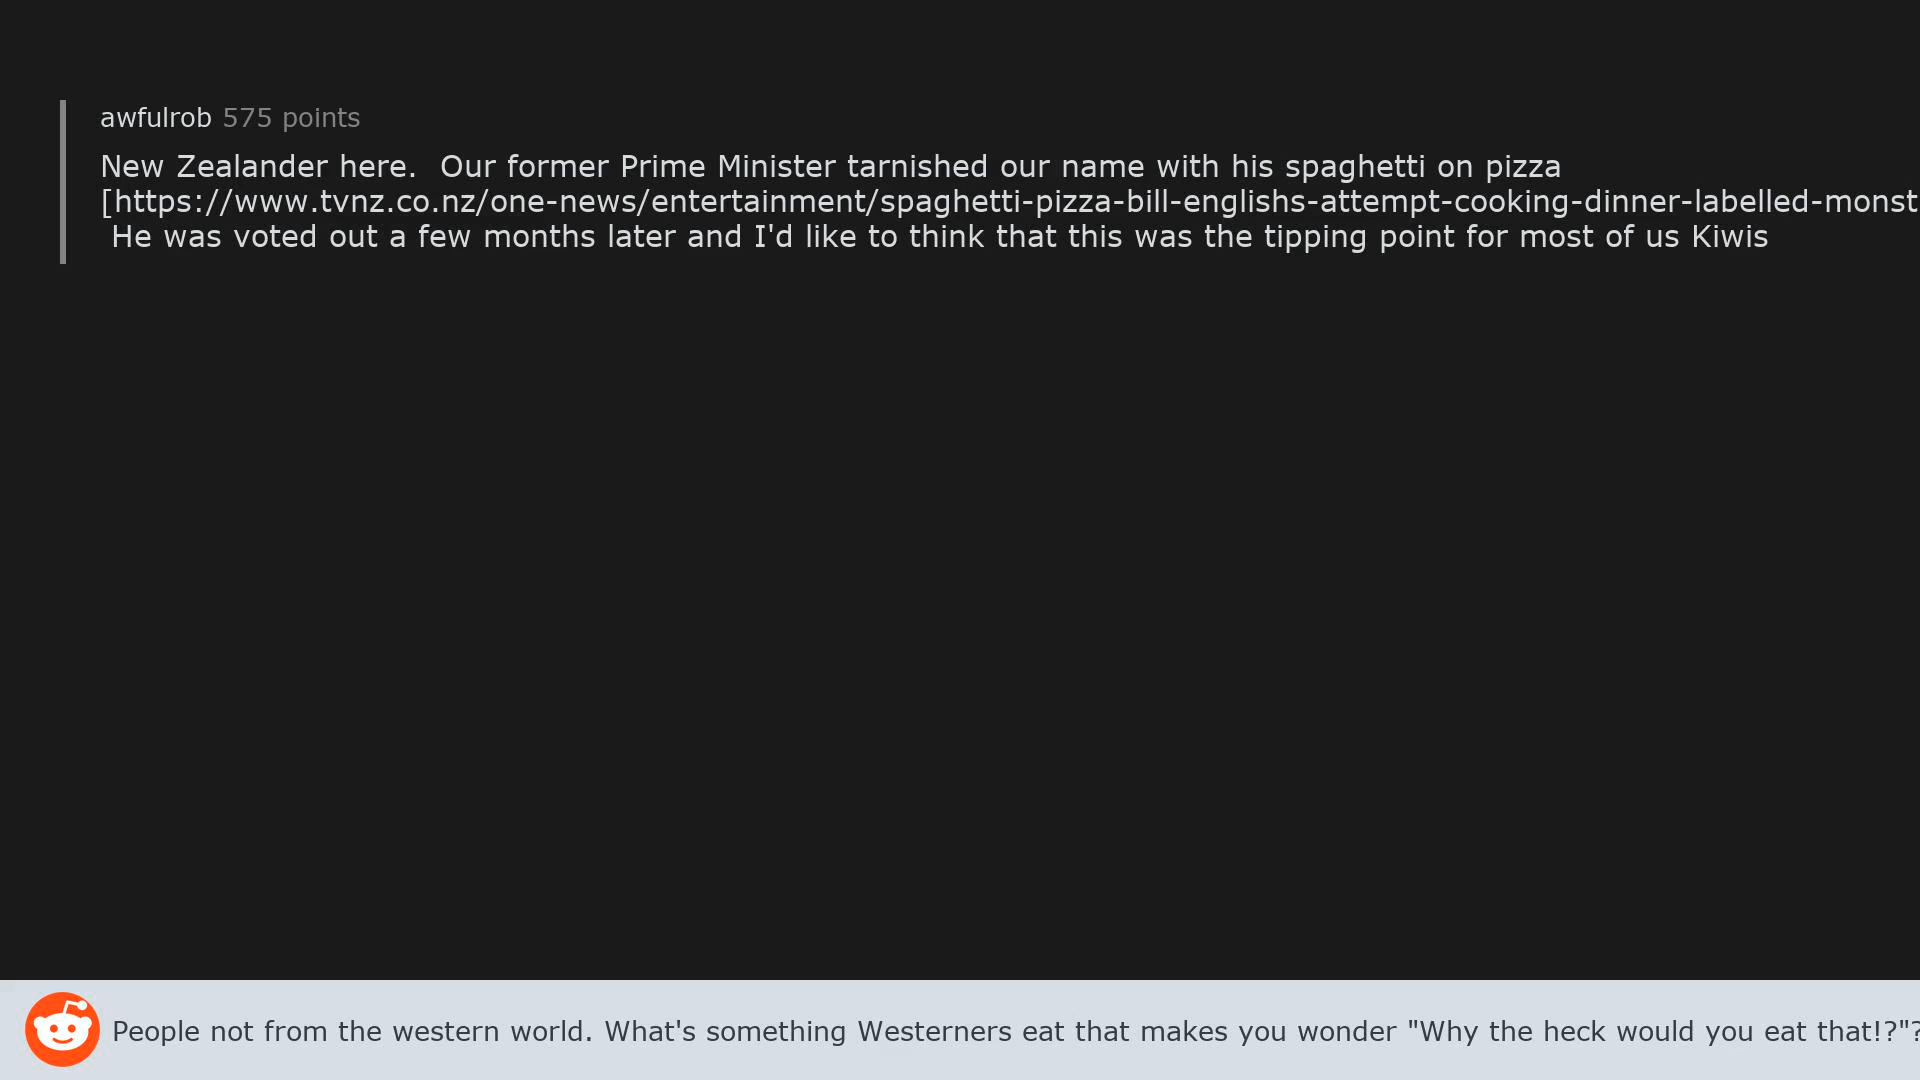 awfulrob 575 points
New Zealander here.  Our former Prime Minister tarnished our name with his spaghetti on pizza
[https://www.tvnz.co.nz/one-news/entertainment/spaghetti-pizza-bill-englishs-attempt-cooking-dinner-labelled-monst
He was voted out a few months later and I'd like to think that this was the tipping point for most of us Kiwis
People not from the western world. What's something Westerners eat that makes you wonder "Why the heck would you eat that!?"?